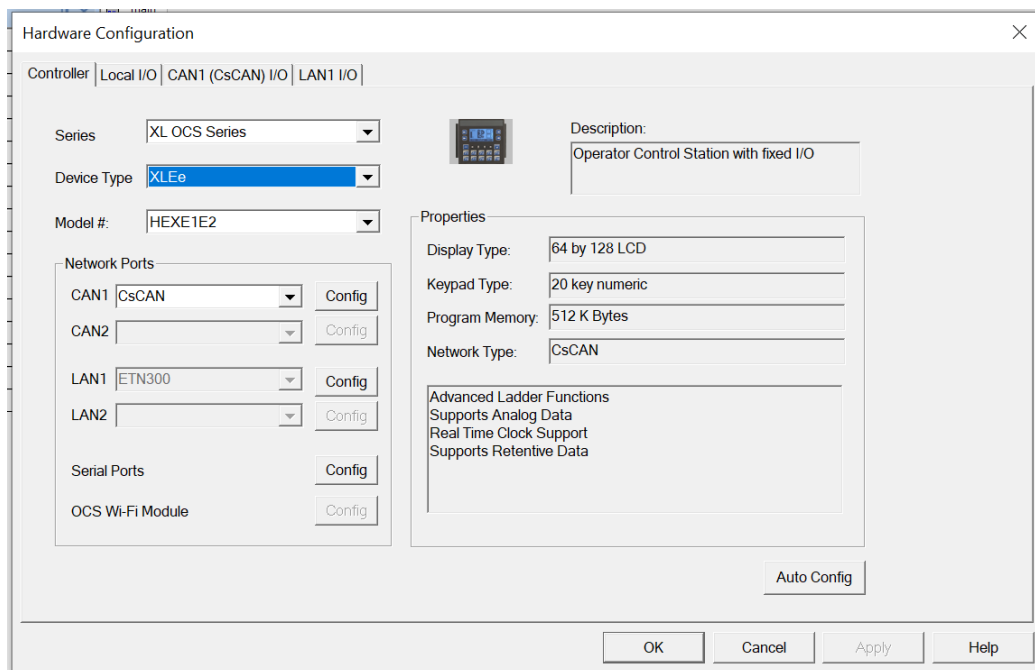 Hardware Configuration
Controller
Local I/O
CAN1 (CsCAN) I/O
LAN1 I/O
Series
XL OCS Series
Device Type
XLEe
Model #:
HEXE1E2
Description:
Operator Control Station with fixed I/O
Network Ports
CAN1
CsCAN
Config
CAN2
Config
LAN1
ETN300
Config
LAN2
Config
Serial Ports
Config
OCS Wi-Fi Module
Config
Properties
Display Type:
64 by 128 LCD
Keypad Type:
20 key numeric
Program Memory:
512 K Bytes
Network Type:
CsCAN
Advanced Ladder Functions
Supports Analog Data
Real Time Clock Support
Supports Retentive Data
Auto Config
OK
Cancel
Apply
Help